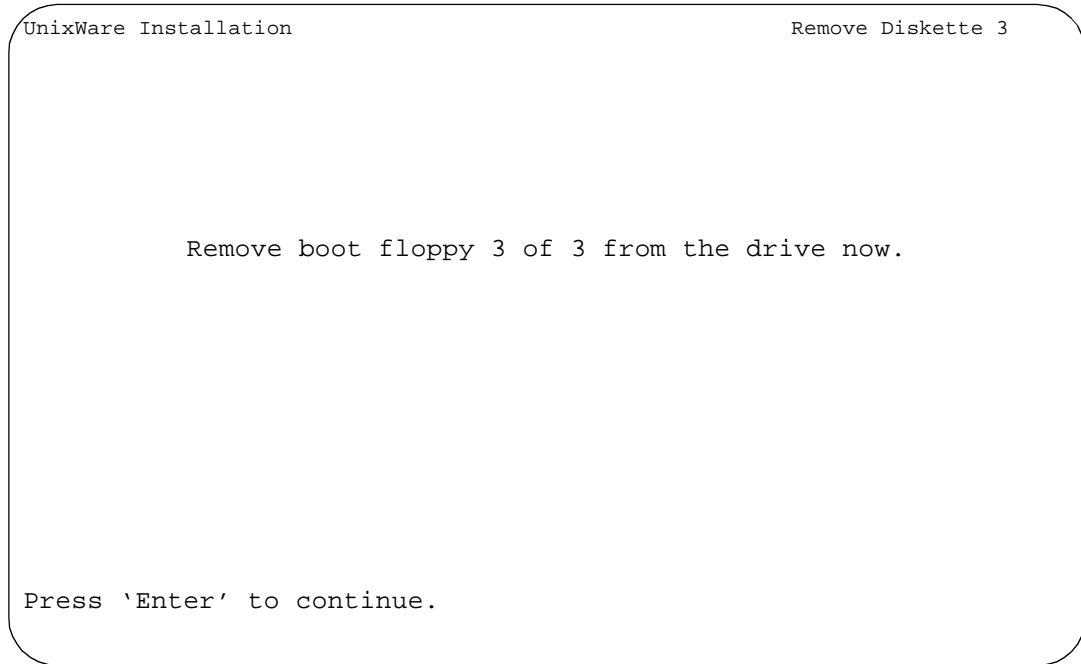 UnixWare Installation Remove Diskette 3
Remove boot floppy 3 of 3 from the drive now.
Press ‘Enter’ to continue.